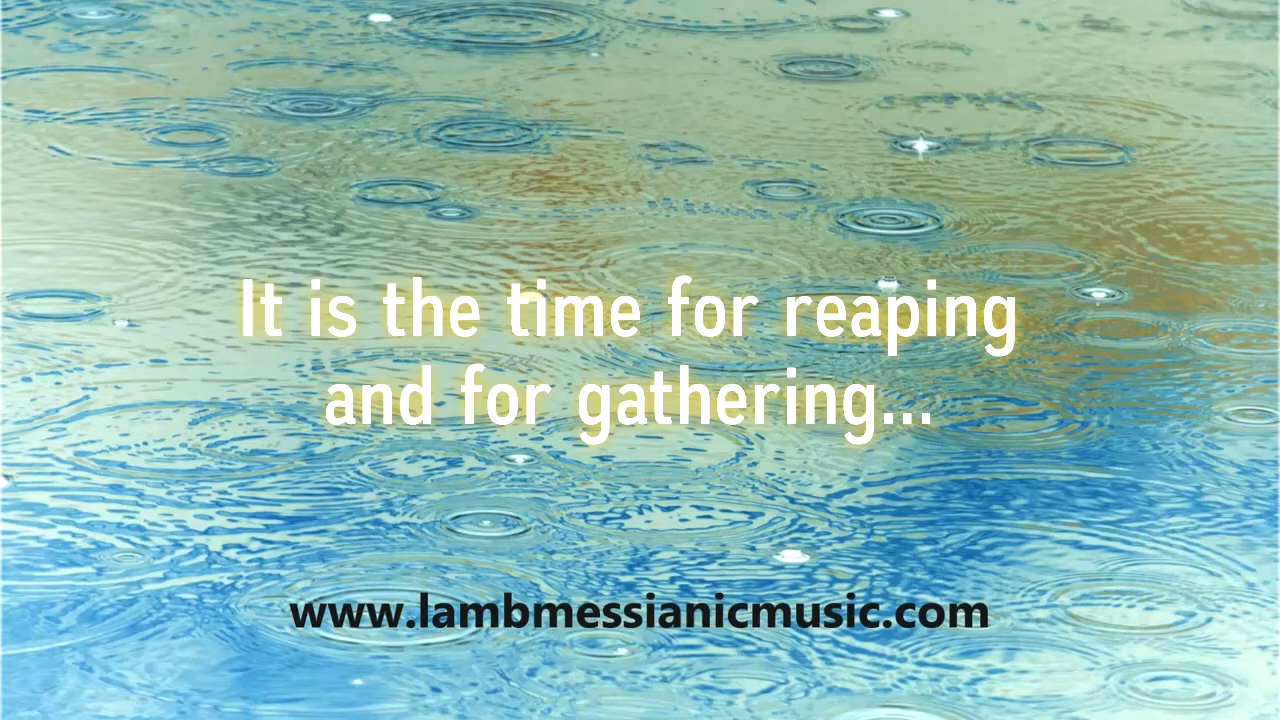 It is the time for reaping
and for gathering...
www.lambmessianicmusic.com